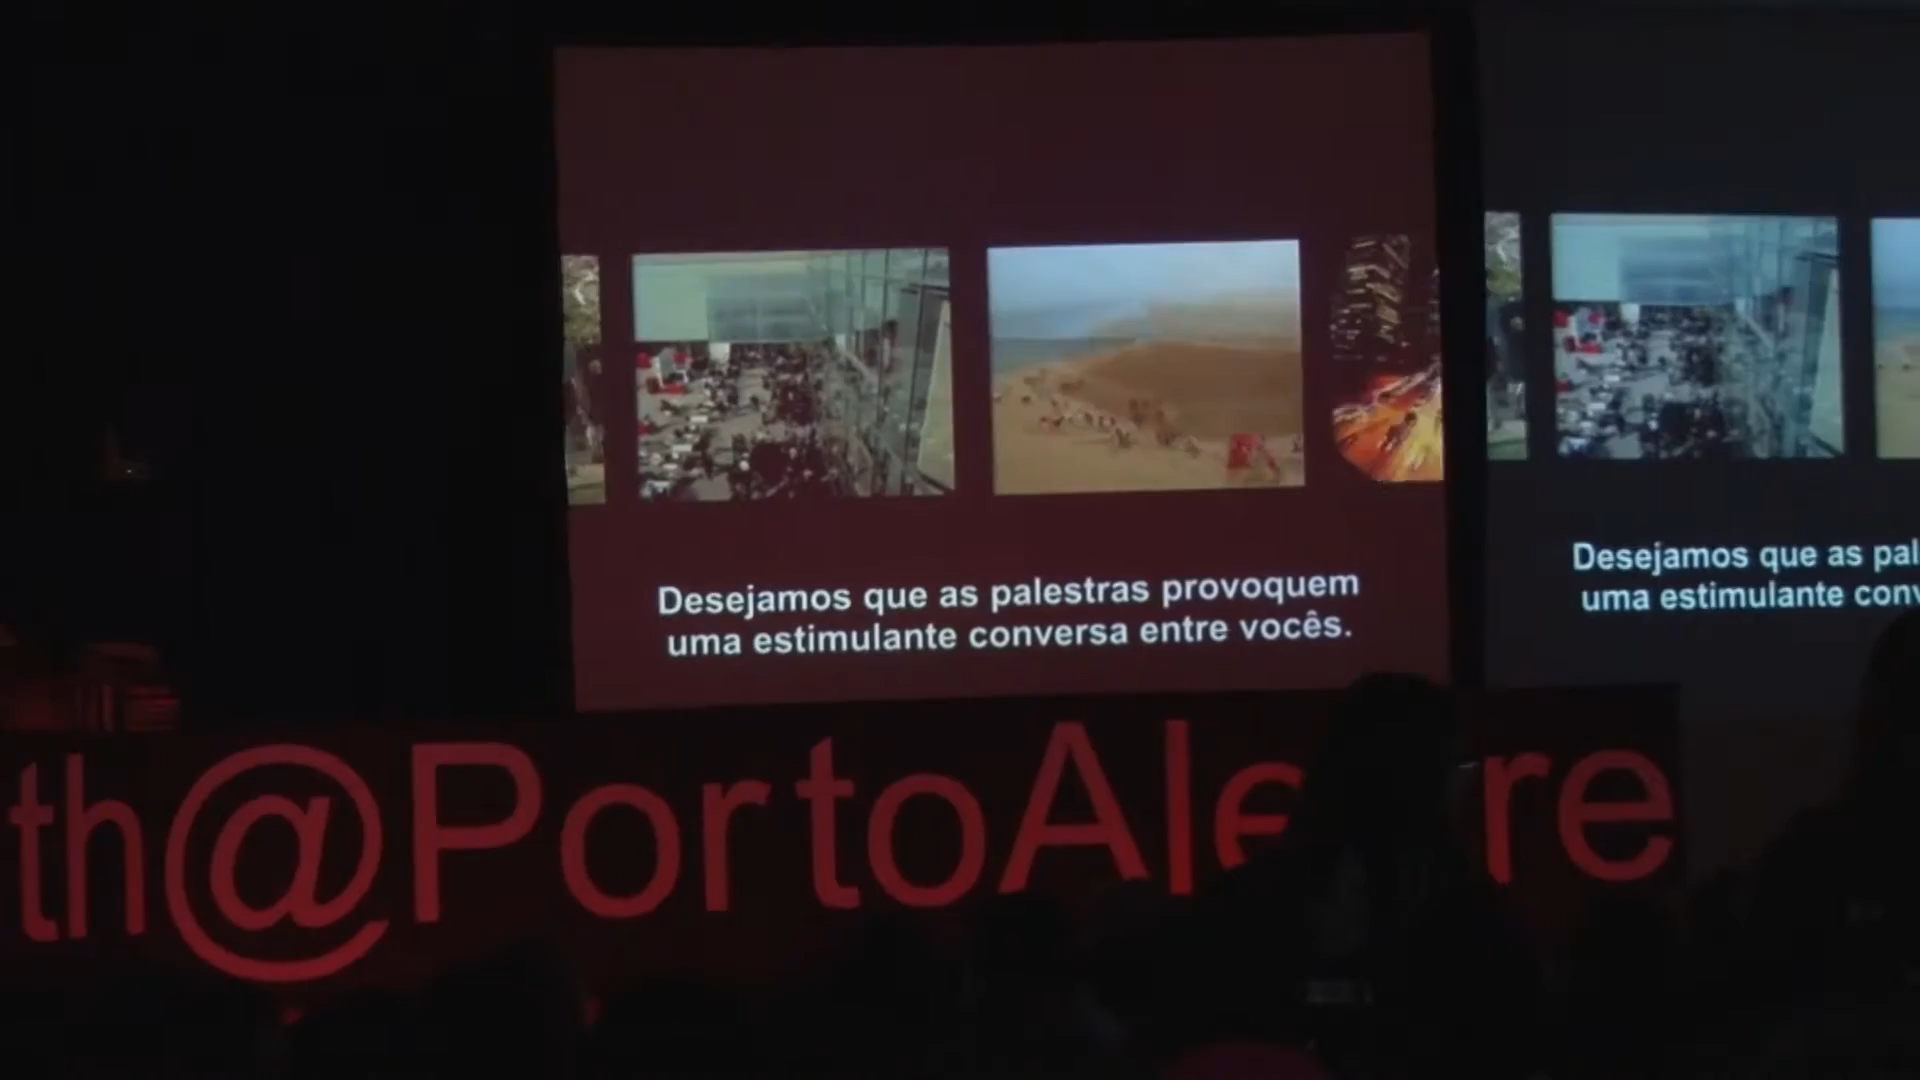 Desejamos que as palestras provoquem
uma estimulante conversa entre vocês.
Desejamos que as pal
uma estimulante conv
th@PortoAle re